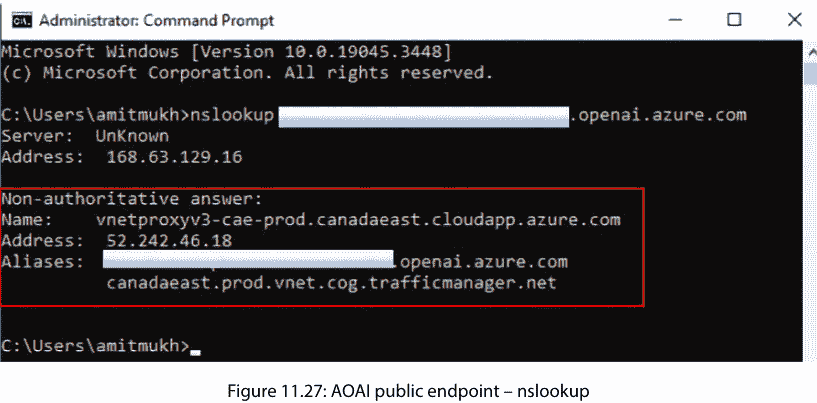 Administrator: Command Prompt
Microsoft Windows [Version 10.0.19045.3448]
(c) Microsoft Corporation. All rights reserved.
C:\Users\amitmukh>nslookup .openai.azure.com
Server: UnKnown
Address: 168.63.129.16
Non-authoritative answer:
Name: vnetproxyv3-cae-prod.canadaeast.cloudapp.azure.com
Address: 52.242.46.18
Aliases: .openai.azure.com
canadaeast.prod.vnet.cog.trafficmanager.net
C:\Users\amitmukh>
Figure 11.27: AOAI public endpoint – nslookup